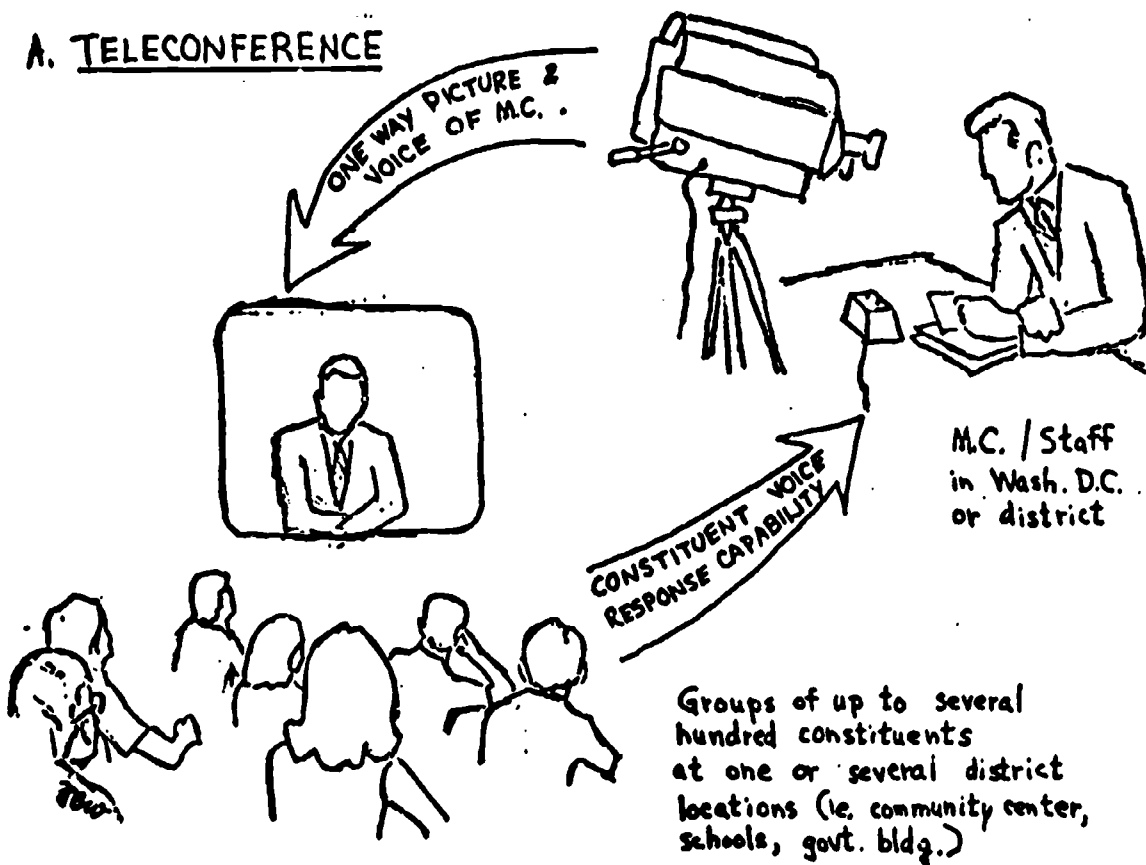 A. TELECONFERENCE
ONE WAY PICTURE &
VOICE OF M.C..
M.C. / Staff
in Wash. D.C.
or district
CONSTITUENT VOICE
RESPONSE CAPABILITY
Groups of up to several
hundred constituents
at one or several district
locations (ie. community center,
schools, govt. bldg.)